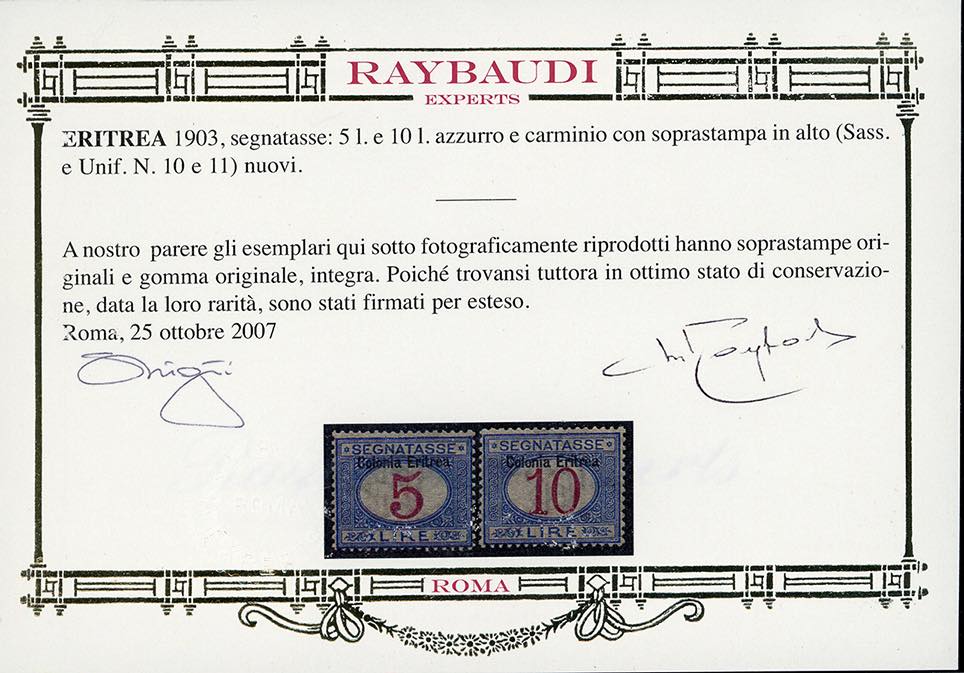 RAYBAUDI
EXPERTS
ERITREA 1903, segnatasse: 5 l. e 10 l. azzurro e carminio con soprastampa in alto (Sass.
e Unif. N. 10 e 11) nuovi.
A nostro parere gli esemplari qui sotto fotograficamente riprodotti hanno soprastampe ori-
ginali e gomma originale, integra. Poiché trovansi tuttora in ottimo stato di conservazio-
ne, data la loro rarità, sono stati firmati per esteso.
Roma, 25 ottobre 2007
SEGNATASSE
Colonia Eritrea
5
LIRE
SEGNATASSE
Colonia Eritrea
10
LIRE
ROMA